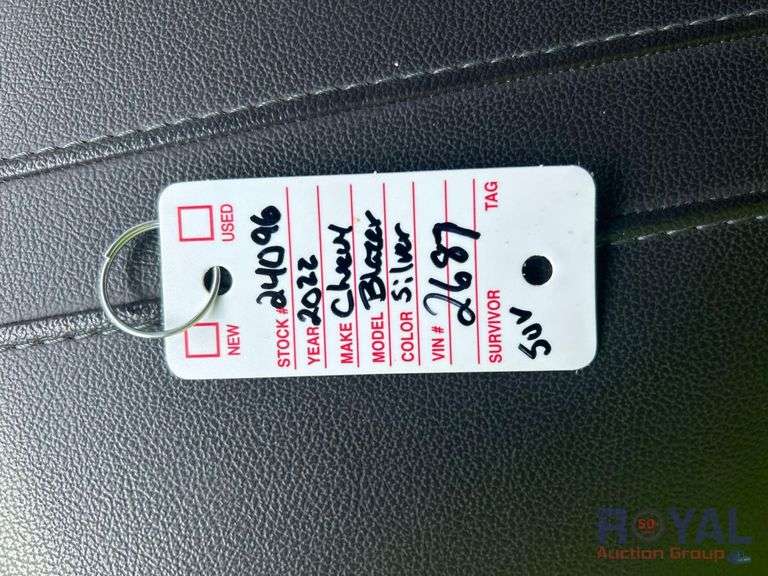 NEW USED
STOCK # 24096
YEAR 2022
MAKE Chevy
MODEL Blazer
COLOR Silver
VIN # 2687
SURVIVOR TAG
SUV
ROYAL
50
Auction Group